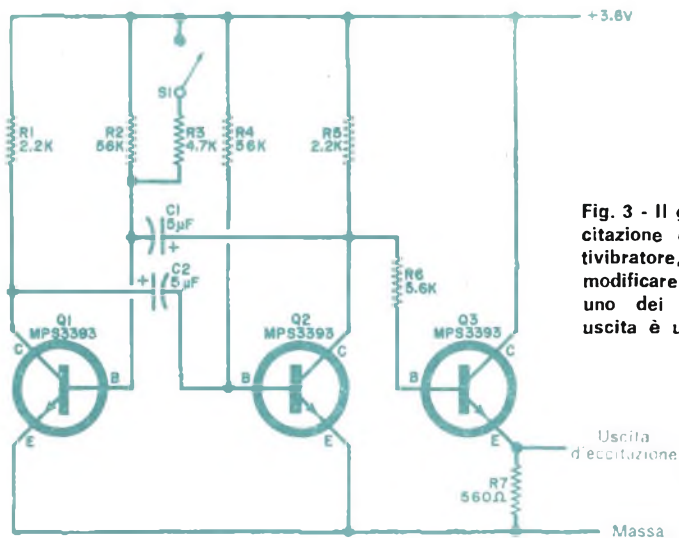 +3.6V
S1
R1
2.2K
R2
56K
R3
4.7K
R4
56K
R5
2.2K
C1
5µF
+
C2
+ 5µF
R6
5.6K
Q1
MPS3393
Q2
MPS3393
Q3
MPS3393
C
B
E
C
B
E
C
B
E
Uscita
d'eccitazione
R7
560Ω
Massa
Fig. 3 - Il
citazione
tivibratore,
modificare
uno dei
uscita è u